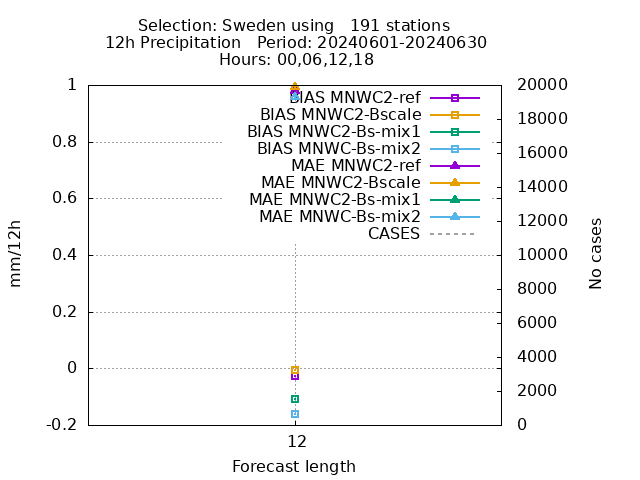 Selection: Sweden using   191 stations
12h Precipitation   Period: 20240601-20240630
Hours: 00,06,12,18
1
0.8
0.6
0.4
0.2
0
-0.2
mm/12h
20000
18000
16000
14000
12000
10000
8000
6000
4000
2000
0
No cases
BIAS MNWC2-ref
BIAS MNWC2-Bscale
BIAS MNWC2-Bs-mix1
BIAS MNWC-Bs-mix2
MAE MNWC2-ref
MAE MNWC2-Bscale
MAE MNWC2-Bs-mix1
MAE MNWC-Bs-mix2
CASES
12
Forecast length